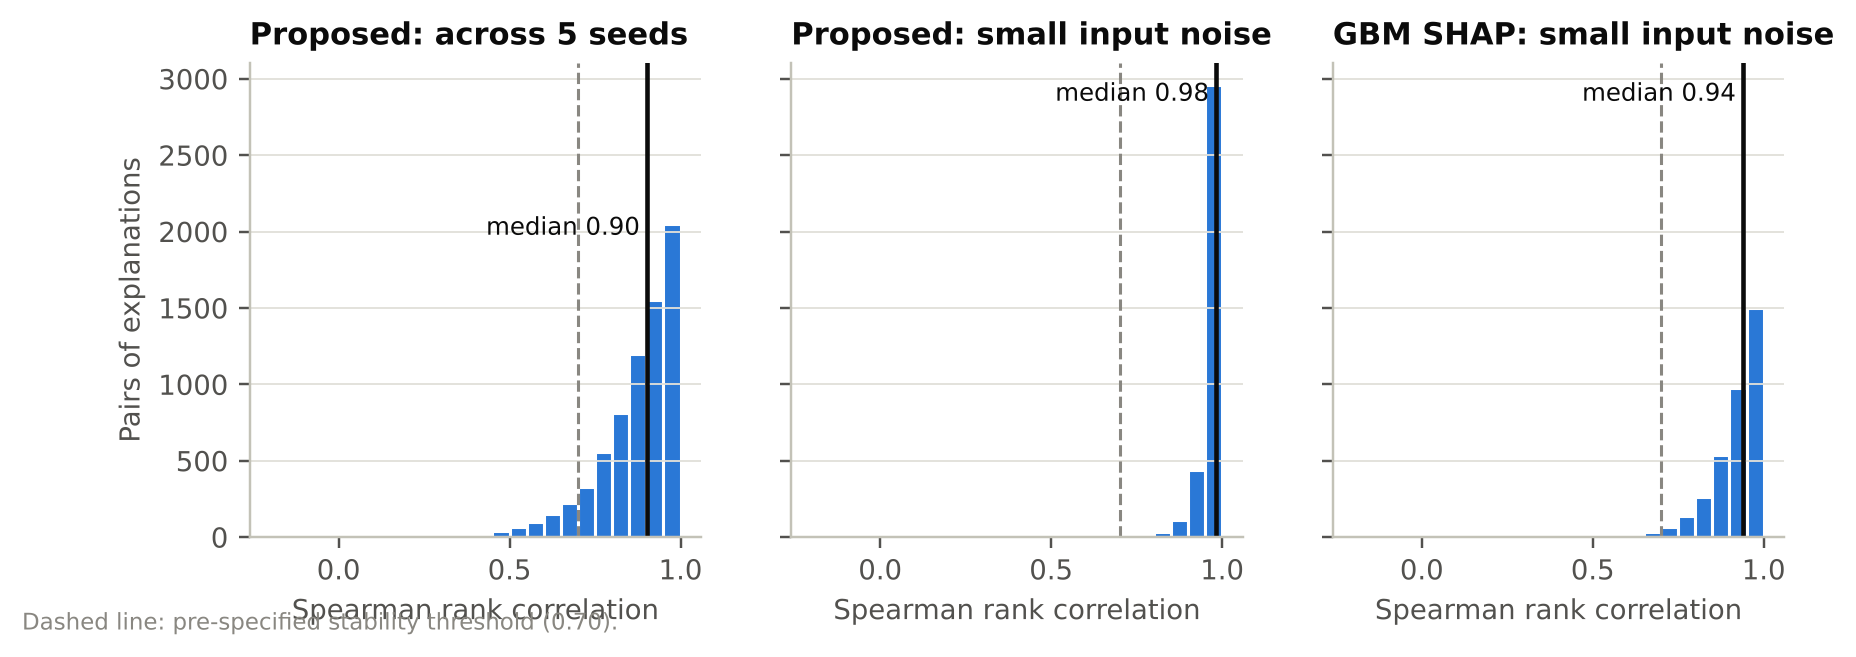 Proposed: across 5 seeds
Proposed: small input noise
GBM SHAP: small input noise
Pairs of explanations
3000
2500
2000
1500
1000
500
0
median 0.90
median 0.98
median 0.94
0.0 0.5 1.0
0.0 0.5 1.0
0.0 0.5 1.0
Spearman rank correlation
Spearman rank correlation
Spearman rank correlation
Dashed line: pre-specified stability threshold (0.70).